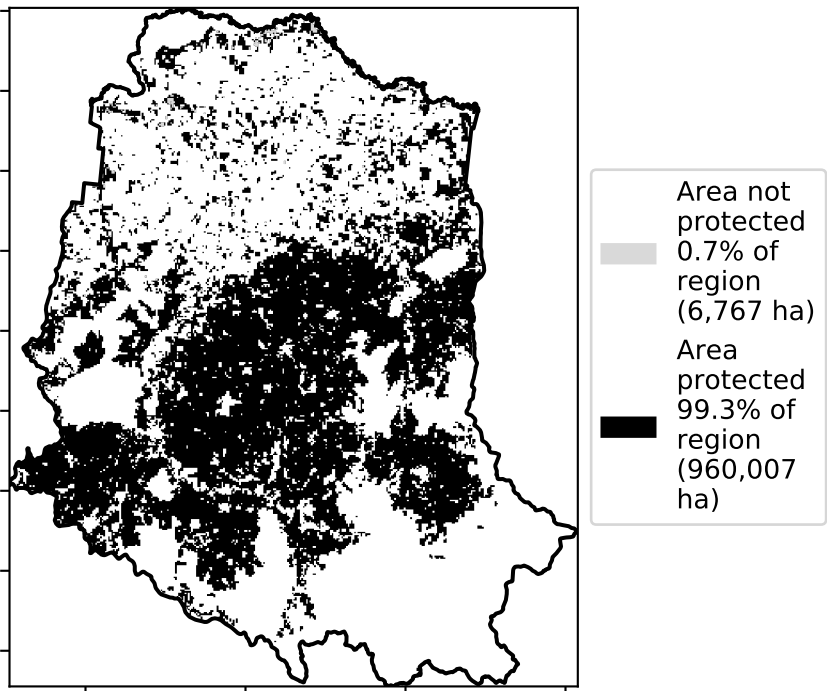 Area not
protected
0.7% of
region
(6,767 ha)
Area
protected
99.3% of
region
(960,007
ha)